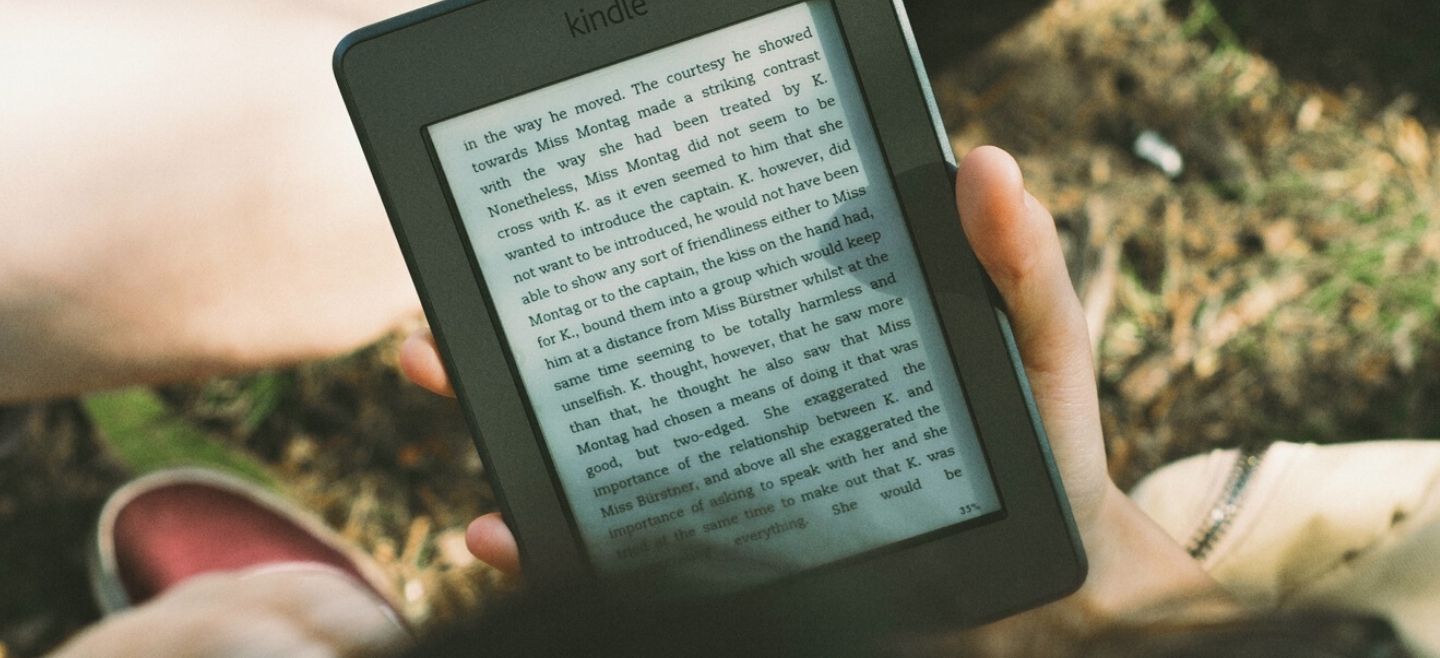 kindle
in the way he moved. The courtesy he showed
towards Miss Montag made a striking contrast
with the way she had been treated by K.
Nonetheless, Miss Montag did not seem to be
cross with K. as it even seemed to him that she
wanted to introduce the captain. K. however, did
not want to be introduced, he would not have been
able to show any sort of friendliness either to Miss
Montag or to the captain, the kiss on the hand had,
for K., bound them into a group which would keep
him at a distance from Miss Bürstner whilst at the
same time seeming to be totally harmless and
unselfish. K. thought, however, that he saw more
than that, he thought he also saw that Miss
Montag had chosen a means of doing it that was
good, but two-edged. She exaggerated the
importance of the relationship between K. and
Miss Bürstner, and above all she exaggerated the
importance of asking to speak with her and she
tried at the same time to make out that K. was
everything. She would be
33%